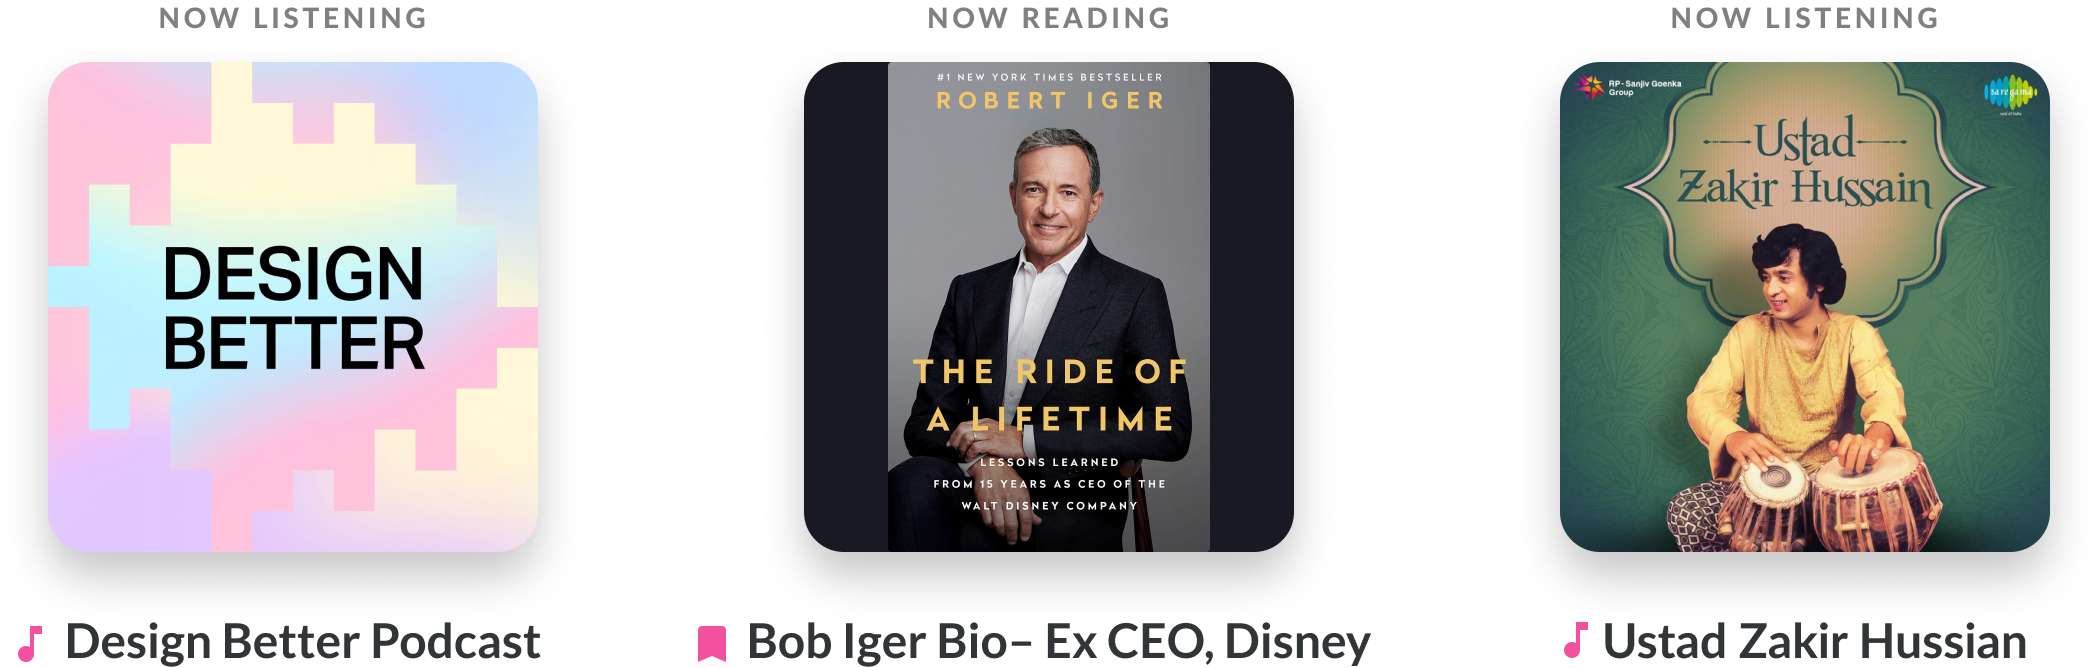 NOW LISTENING
DESIGN
BETTER
Design Better Podcast
NOW READING
#1 NEW YORK TIMES BESTSELLER
ROBERT IGER
THE RIDE OF
A LIFETIME
LESSONS LEARNED
FROM 15 YEARS AS CEO OF THE
WALT DISNEY COMPANY
Bob Iger Bio– Ex CEO, Disney
NOW LISTENING
RP-Sanjiv Goenka
Group
saregama
Ustad
Zakir Hussain
Ustad Zakir Hussian